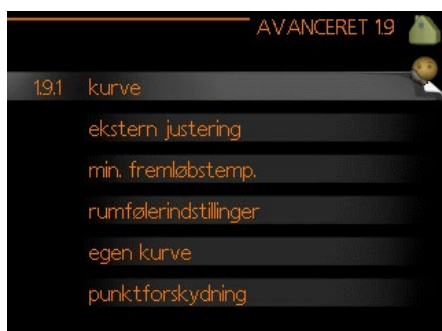 AVANCERET 1.9
1.9.1 kurve
ekstern justering
min. fremløbstemp.
rumfølerindstillinger
egen kurve
punktforskydning